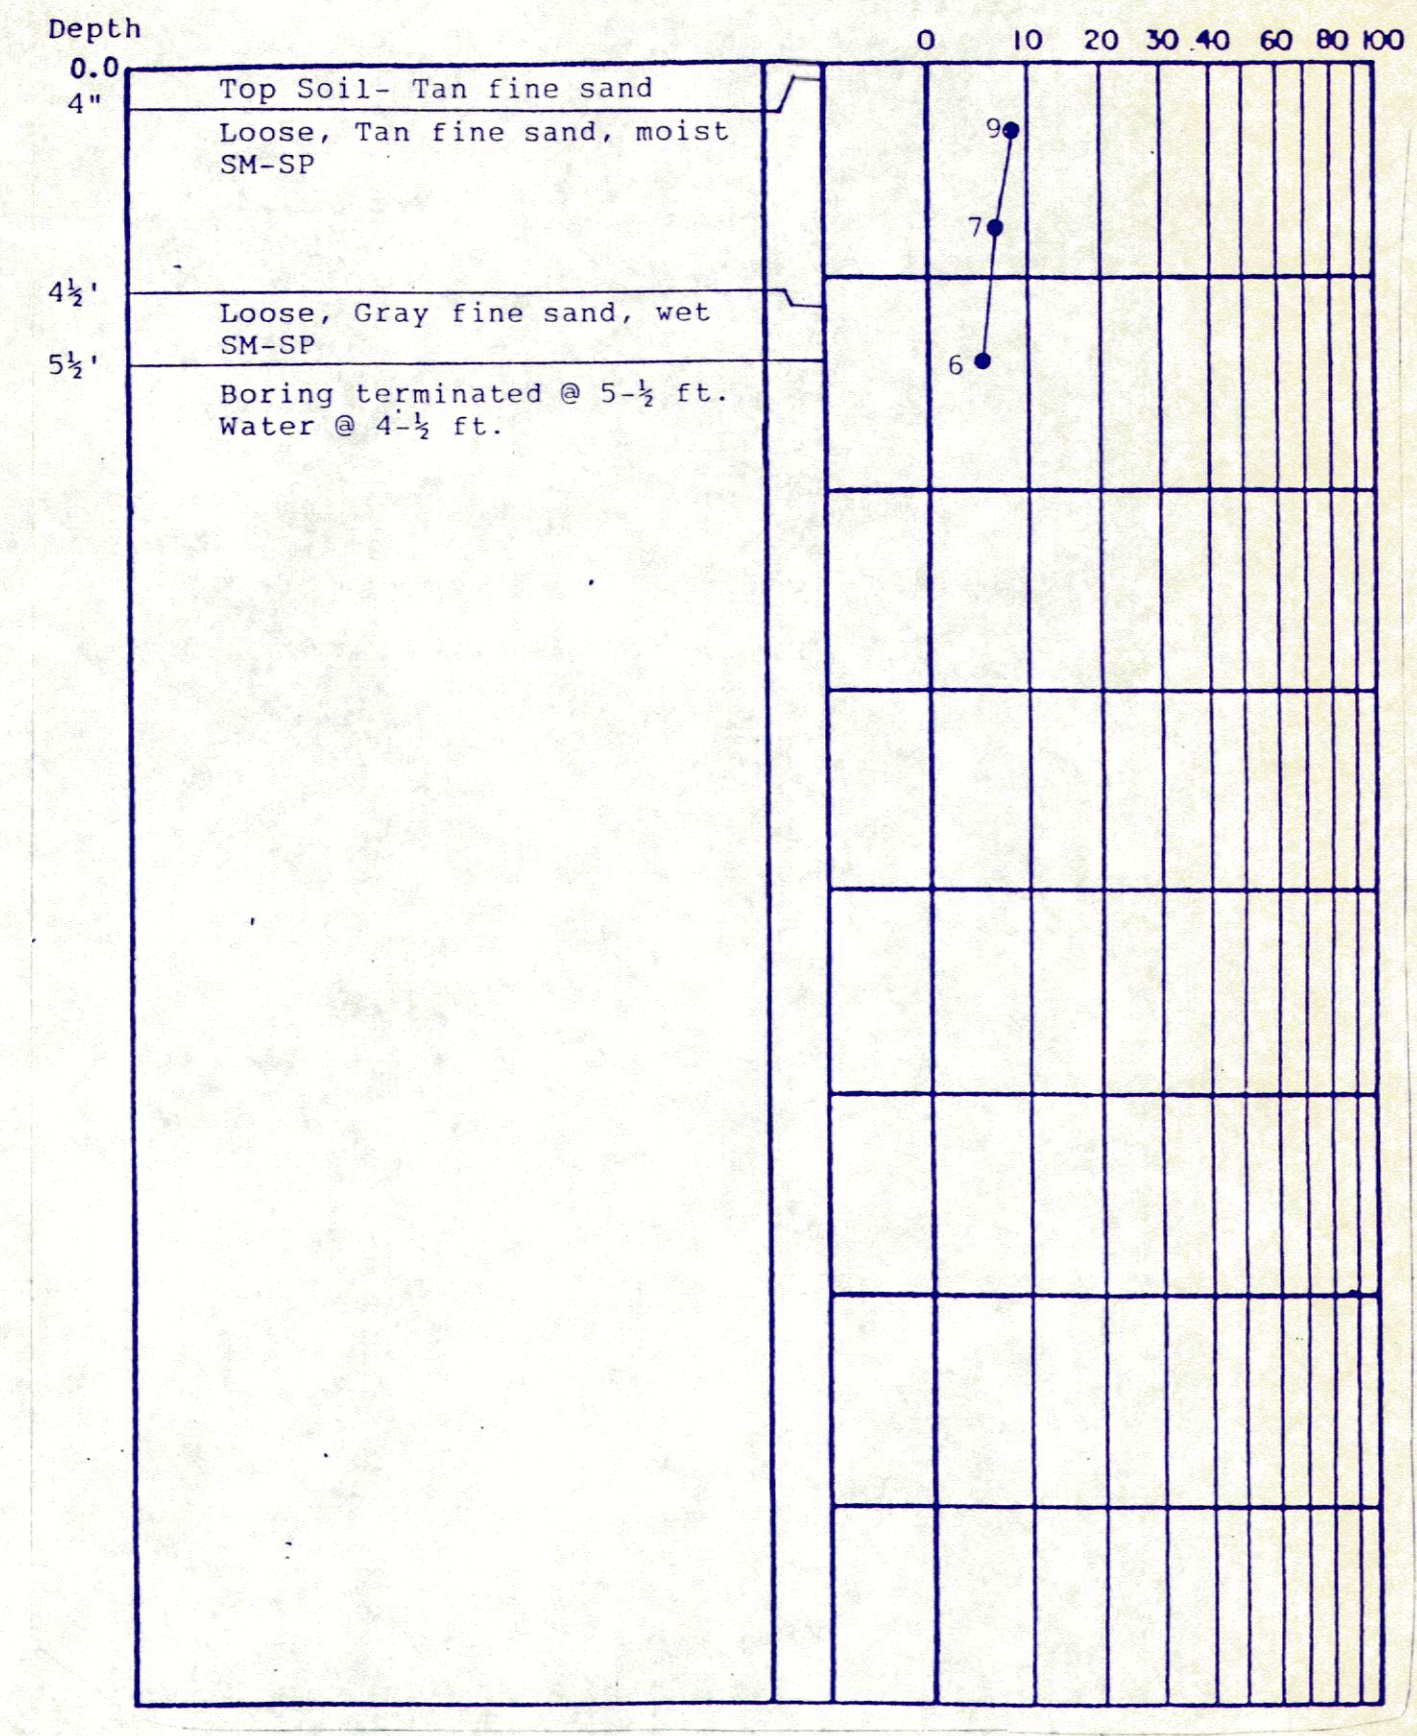 Depth
0 10 20 30 40 60 80 100
0.0
Top Soil- Tan fine sand
4"
Loose, Tan fine sand, moist
SM-SP
9
7
4½'
Loose, Gray fine sand, wet
SM-SP
5½'
6
Boring terminated @ 5-½ ft.
Water @ 4-½ ft.